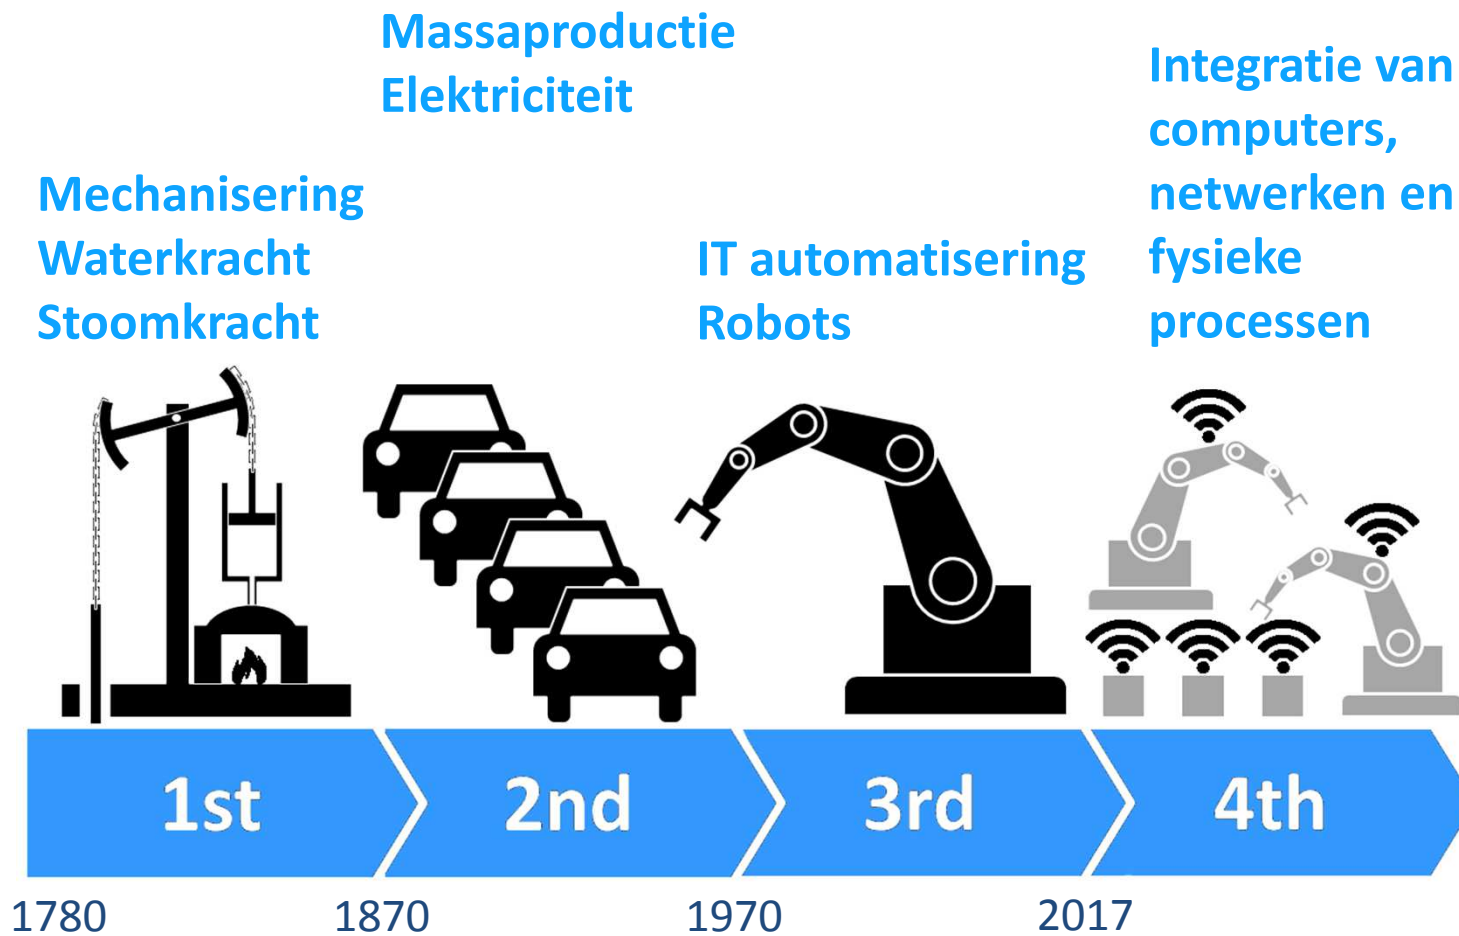 Massaproductie
Elektriciteit
Integratie van
computers,
netwerken en
fysieke
processen
Mechanisering
Waterkracht
Stoomkracht
IT automatisering
Robots
1st
2nd
3rd
4th
1780
1870
1970
2017